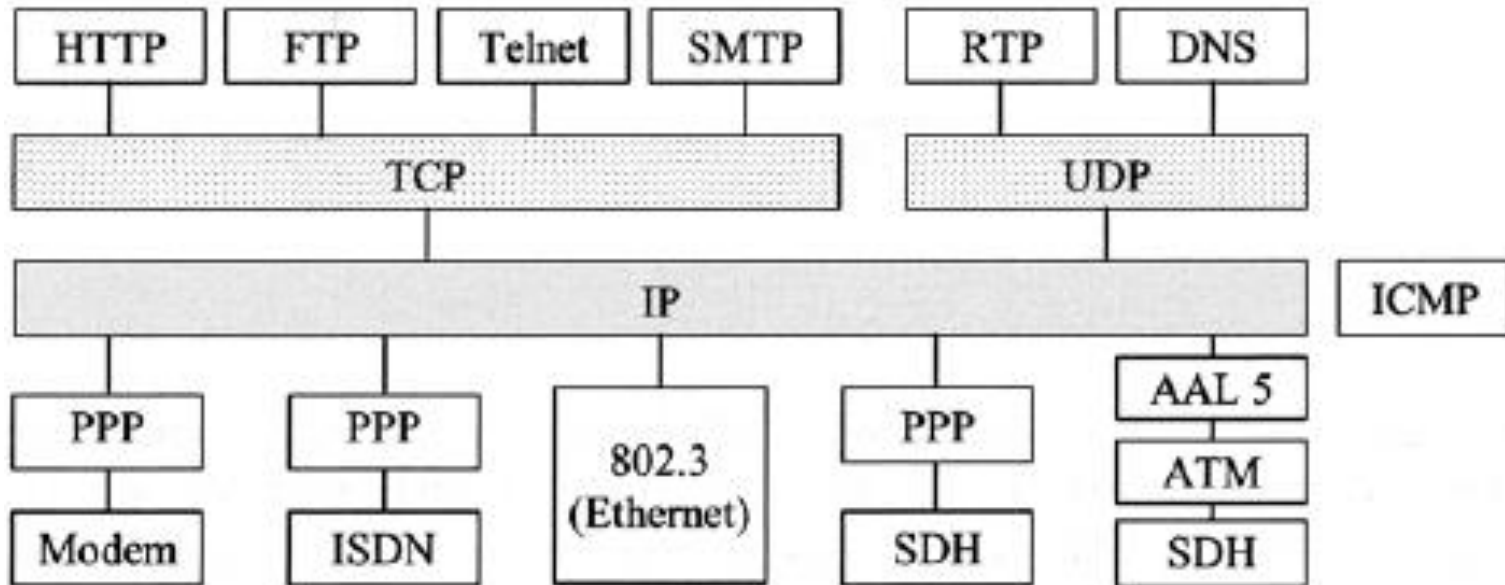 HTTP FTP Telnet SMTP RTP DNS
TCP UDP
IP ICMP
AAL 5
PPP PPP 802.3 (Ethernet) PPP
ATM
Modem ISDN SDH SDH